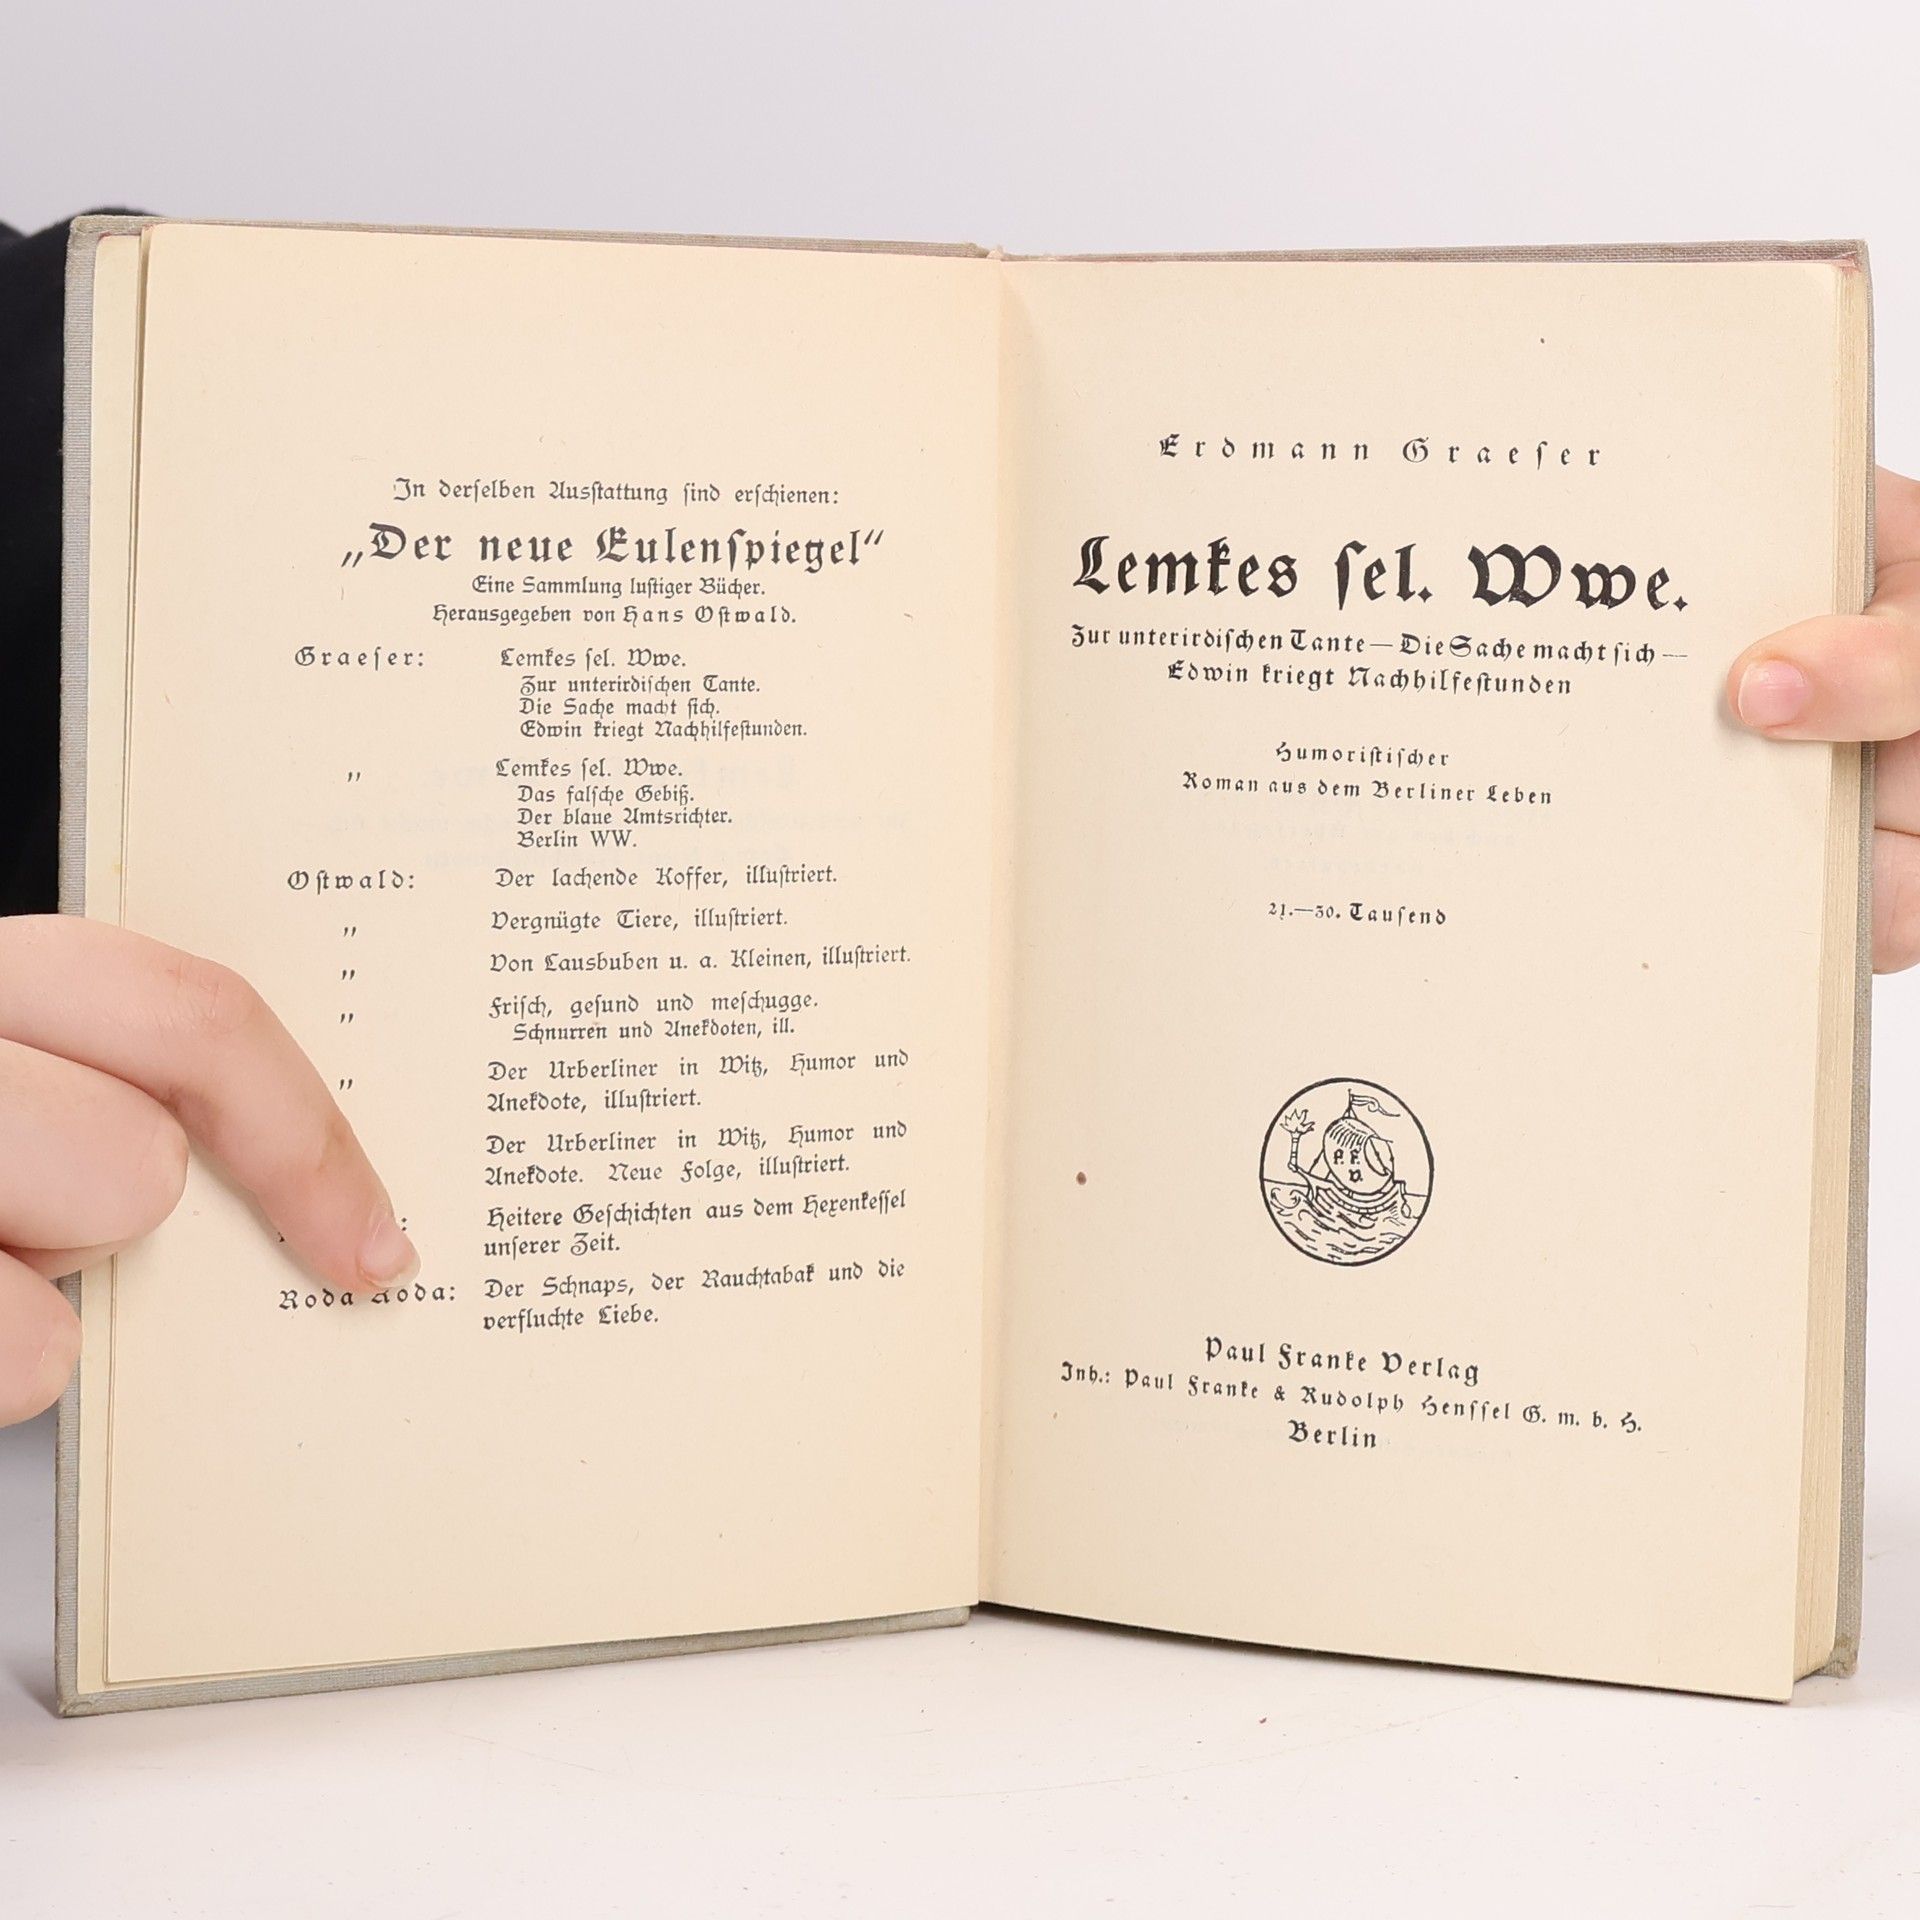 In derselben Ausstattung sind erschienen:
„Der neue Eulenspiegel“
Eine Sammlung lustiger Bücher.
Herausgegeben von Hans Ostwald.
Graeser: Lemkes sel. Wwe.
Zur unterirdischen Tante.
Die Sache macht sich.
Edwin kriegt Nachhilfestunden.
„ Lemkes sel. Wwe.
Das falsche Gebiß.
Der blaue Amtsrichter.
Berlin WW.
Ostwald: Der lachende Koffer, illustriert.
„ Vergnügte Tiere, illustriert.
„ Von Lausbuben u. a. Kleinen, illustriert.
„ Frisch, gesund und meschugge.
Schnurren und Anekdoten, ill.
„ Der Urberliner in Witz, Humor und
Anekdote, illustriert.
Der Urberliner in Witz, Humor und
Anekdote. Neue Folge, illustriert.
Heitere Geschichten aus dem Hexenkessel
unserer Zeit.
Roda Roda: Der Schnaps, der Rauchtabak und die
verfluchte Liebe.
Erdmann Graeser
Lemkes sel. Wwe.
Zur unterirdischen Tante — Die Sache macht sich —
Edwin kriegt Nachhilfestunden
Humoristischer
Roman aus dem Berliner Leben
21.—30. Tausend
P. F.
V.
Paul Franke Verlag
Inh.: Paul Franke & Rudolph Henssel G. m. b. H.
Berlin